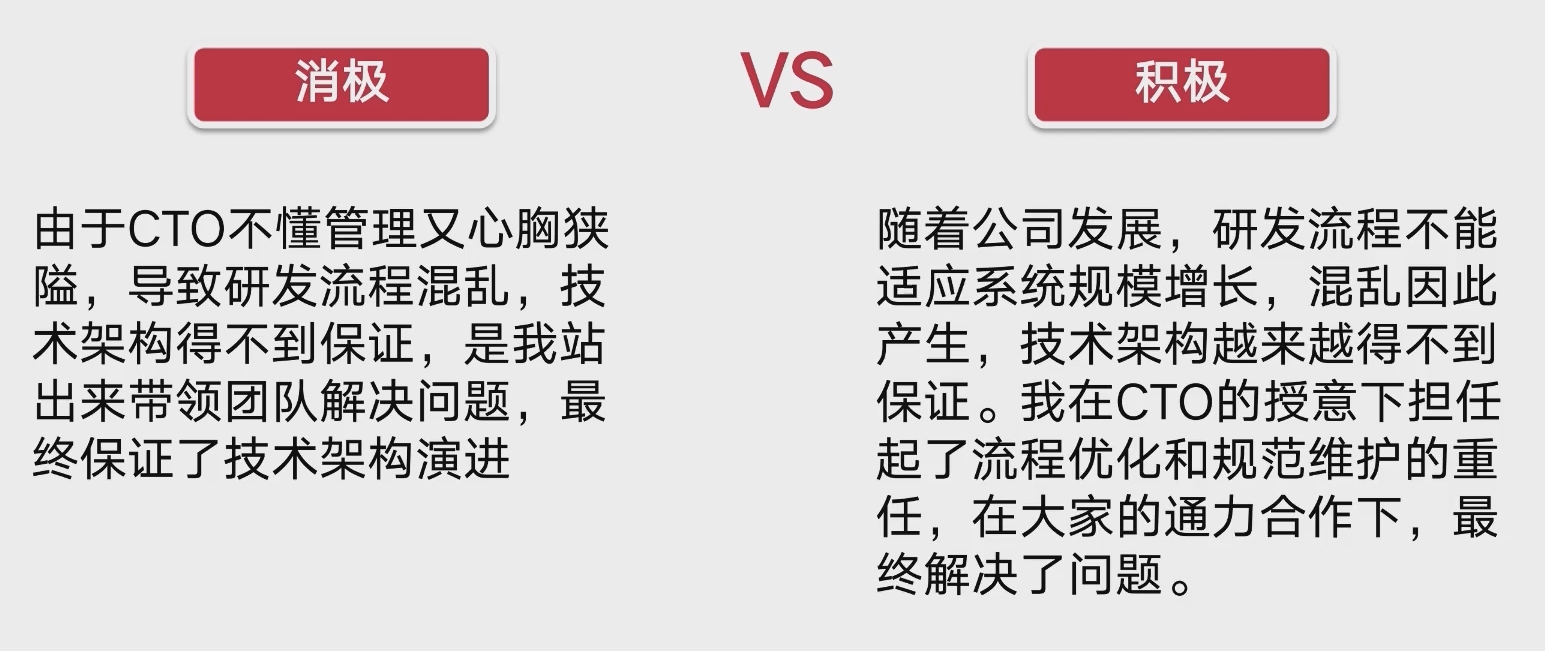 消极
VS
积极
由于CTO不懂管理又心胸狭
隘，导致研发流程混乱，技
术架构得不到保证，是我站
出来带领团队解决问题，最
终保证了技术架构演进
随着公司发展，研发流程不能
适应系统规模增长，混乱因此
产生，技术架构越来越得不到
保证。我在CTO的授意下担任
起了流程优化和规范维护的重
任，在大家的通力合作下，最
终解决了问题。